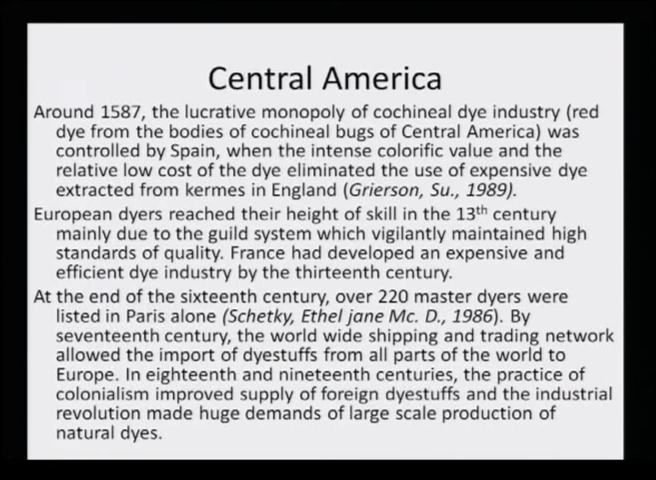 Central America
Around 1587, the lucrative monopoly of cochineal dye industry (red
dye from the bodies of cochineal bugs of Central America) was
controlled by Spain, when the intense colorific value and the
relative low cost of the dye eliminated the use of expensive dye
extracted from kermes in England (Grierson, Su., 1989).
European dyers reached their height of skill in the 13th century
mainly due to the guild system which vigilantly maintained high
standards of quality. France had developed an expensive and
efficient dye industry by the thirteenth century.
At the end of the sixteenth century, over 220 master dyers were
listed in Paris alone (Schetky, Ethel jane Mc. D., 1986). By
seventeenth century, the world wide shipping and trading network
allowed the import of dyestuffs from all parts of the world to
Europe. In eighteenth and nineteenth centuries, the practice of
colonialism improved supply of foreign dyestuffs and the industrial
revolution made huge demands of large scale production of
natural dyes.